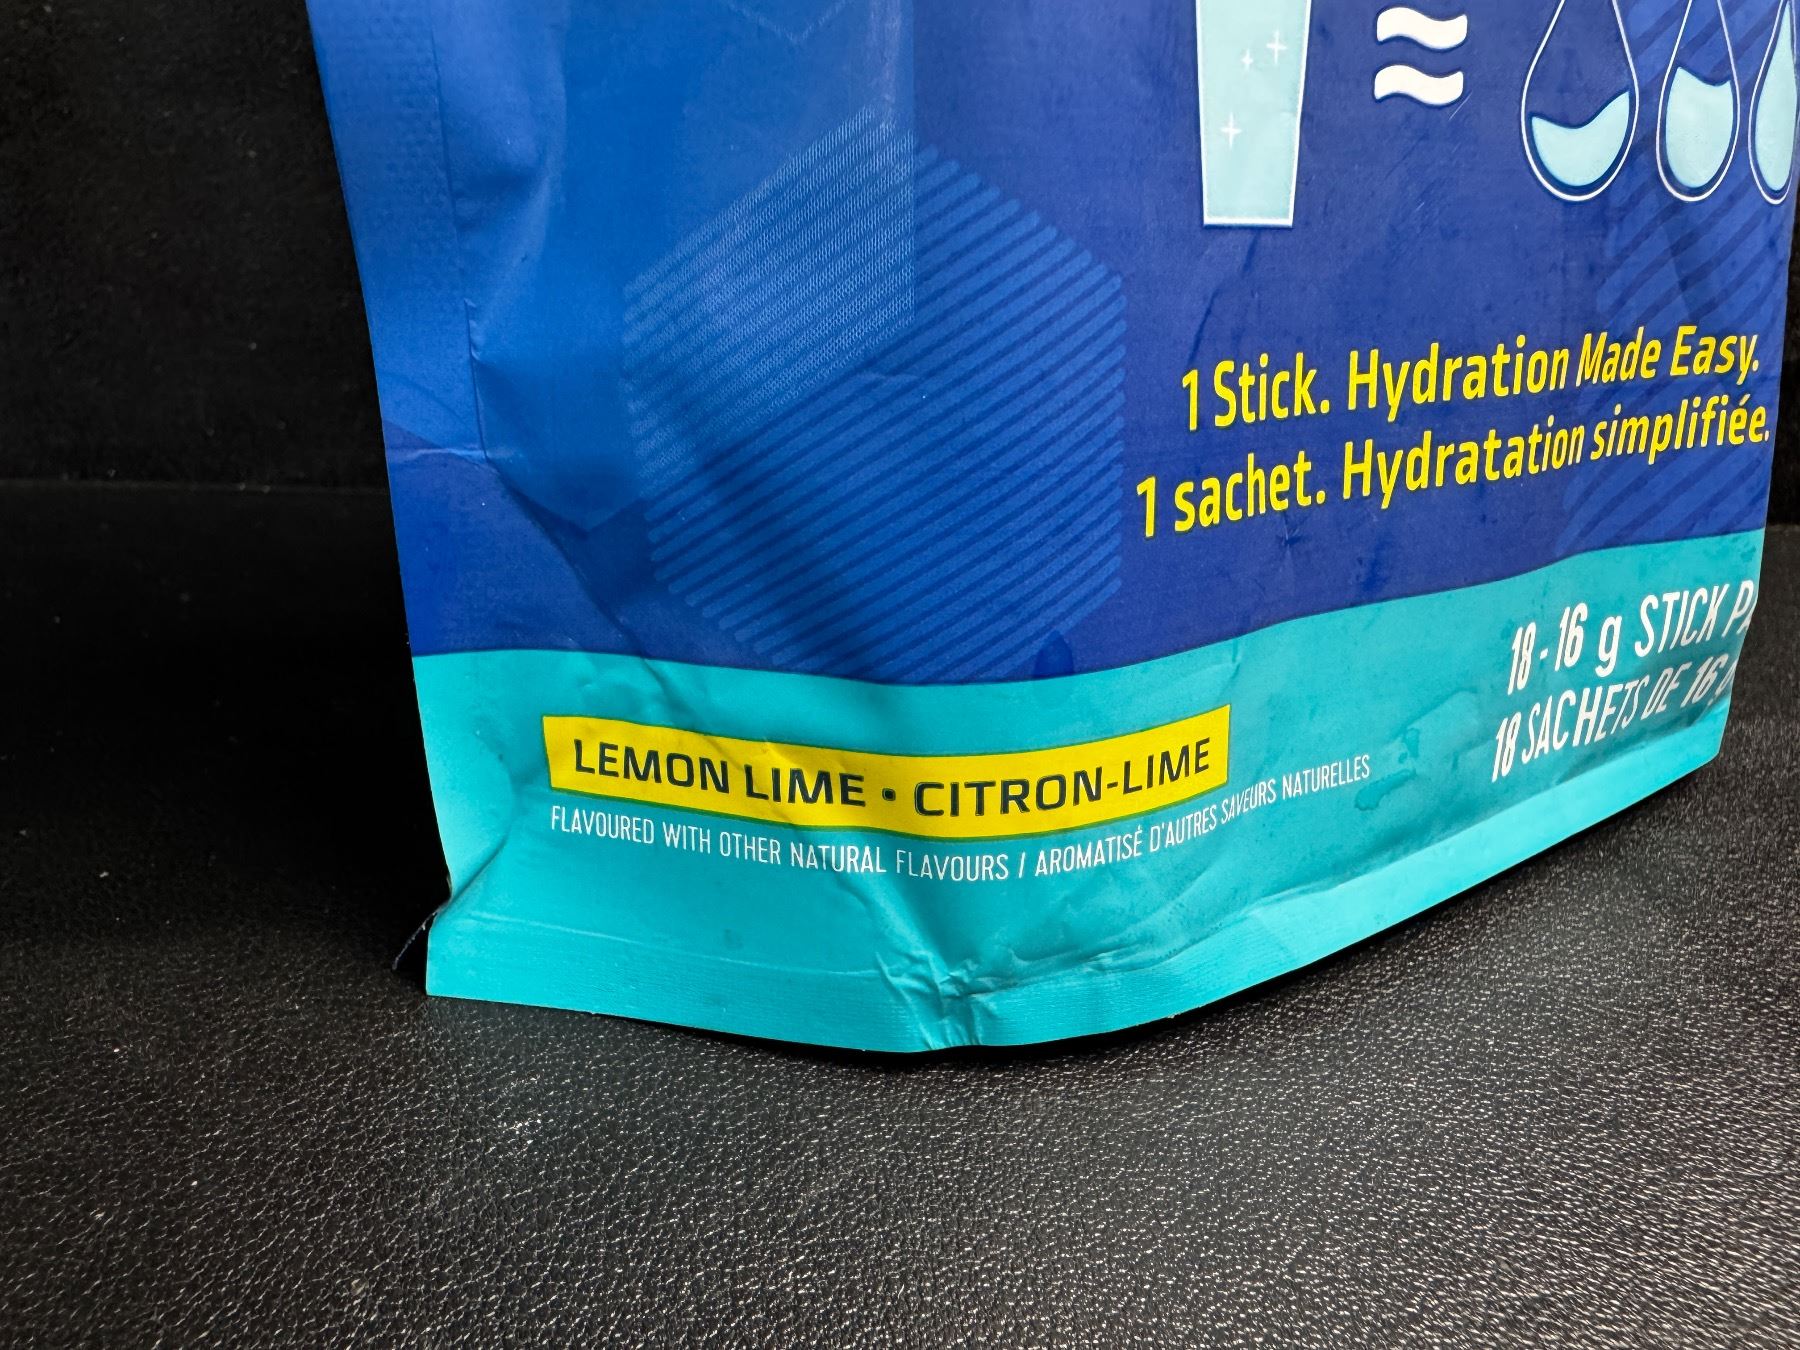 1 Stick. Hydration Made Easy.
1 sachet. Hydratation simplifiée.
18-16 g STICK
18 SACHETS DE 16
LEMON LIME • CITRON-LIME
FLAVOURED WITH OTHER NATURAL FLAVOURS / AROMATISÉ D'AUTRES SAVEURS NATURELLES